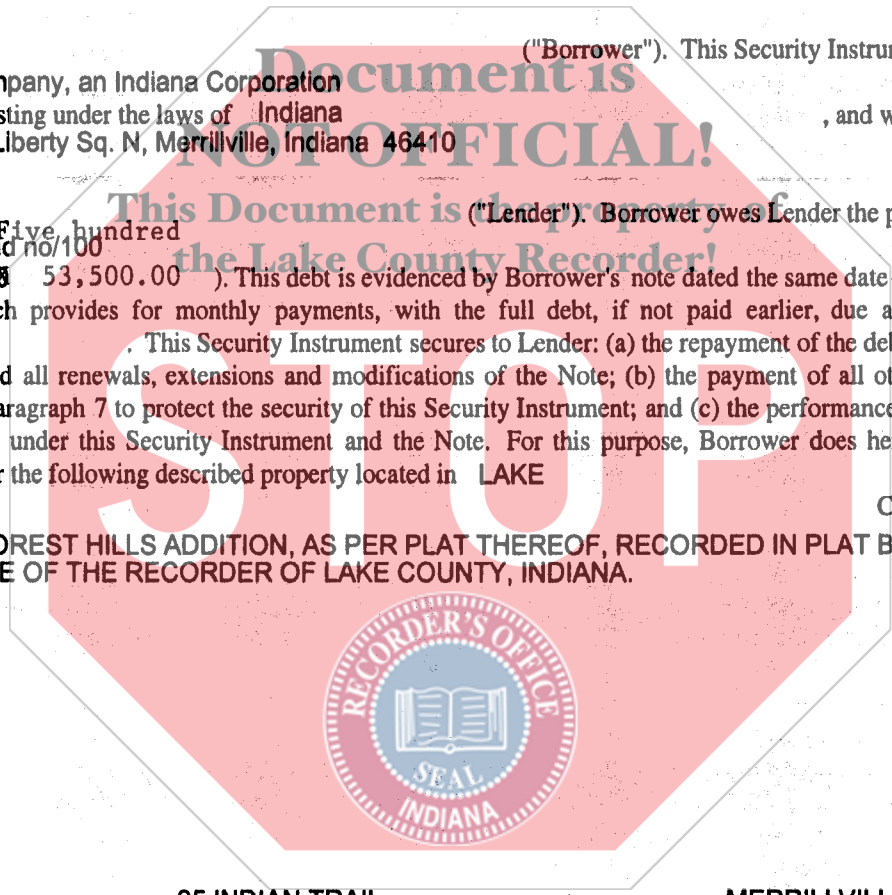 ("Borrower"). This Security Instrum
Document is
mpany, an Indiana Corporation
sting under the laws of Indiana , and w
Liberty Sq. N, Merrillville, Indiana 46410
NOT OFFICIAL!
This Document is the property of
("Lender"). Borrower owes Lender the p
Five hundred
d no/100
the Lake County Recorder!
53,500.00 ). This debt is evidenced by Borrower's note dated the same date
ch provides for monthly payments, with the full debt, if not paid earlier, due a
. This Security Instrument secures to Lender: (a) the repayment of the deb
d all renewals, extensions and modifications of the Note; (b) the payment of all ot
aragraph 7 to protect the security of this Security Instrument; and (c) the performance
under this Security Instrument and the Note. For this purpose, Borrower does he
r the following described property located in LAKE
C
STOP
OREST HILLS ADDITION, AS PER PLAT THEREOF, RECORDED IN PLAT B
E OF THE RECORDER OF LAKE COUNTY, INDIANA.
RECORDER'S OFFICE
SEAL
INDIANA
95 INDIAN TRAIL MERRILLVILL